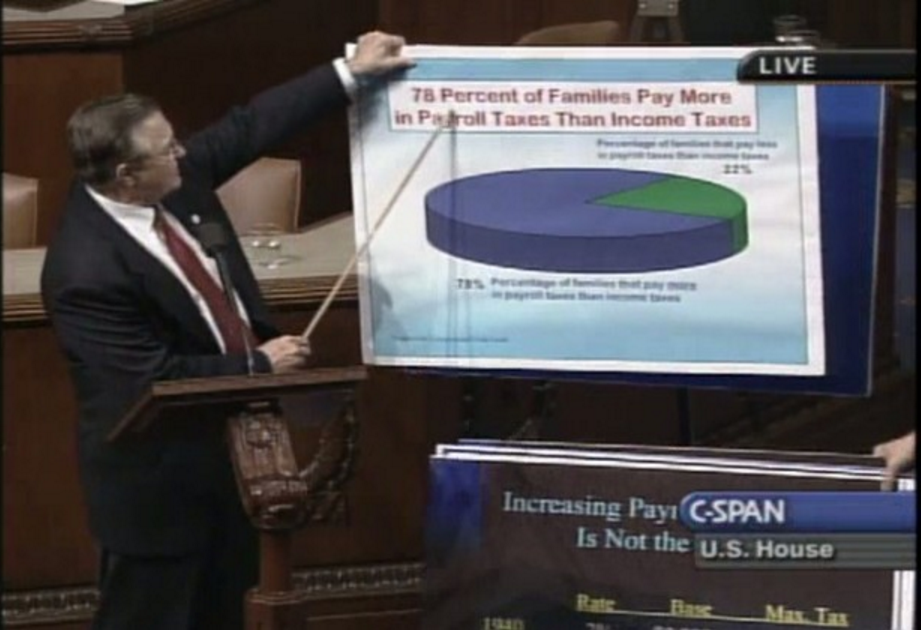 LIVE
78 Percent of Families Pay More
in Payroll Taxes Than Income Taxes
Percentage of families that pay less
in payroll taxes than income taxes
22%
78% Percentage of families that pay more
in payroll taxes than income taxes
Increasing
C-SPAN
Is Not the
U.S. House
Rate Base Max. Tax
1940